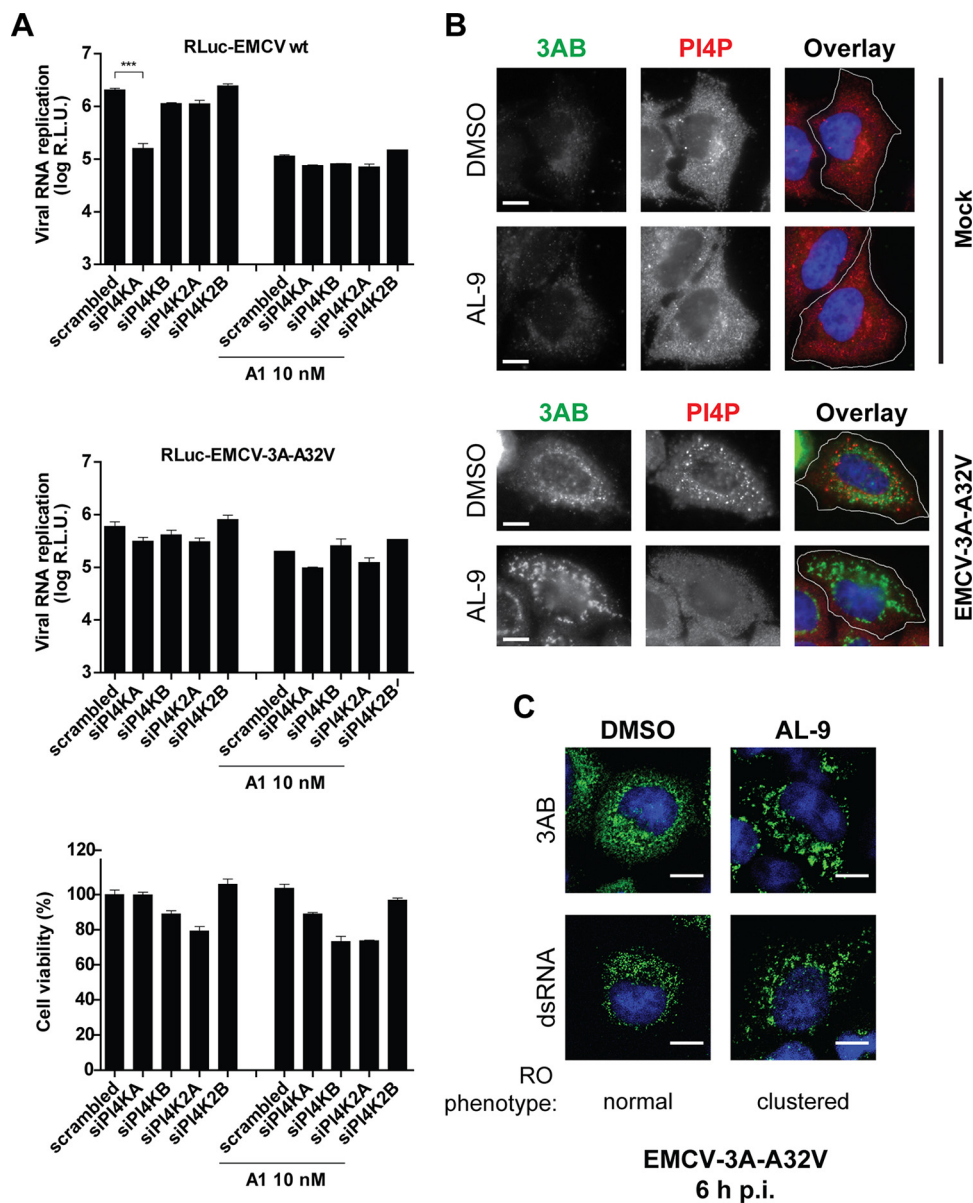 A
RLuc-EMCV wt
Viral RNA replication
(log R.L.U.)
7
6
5
4
3
***
scrambled
siPI4KA
siPI4KB
siPI4K2A
siPI4K2B
scrambled
siPI4KA
siPI4KB
siPI4K2A
siPI4K2B
A1 10 nM
RLuc-EMCV-3A-A32V
Viral RNA replication
(log R.L.U.)
7
6
5
4
3
scrambled
siPI4KA
siPI4KB
siPI4K2A
siPI4K2B
scrambled
siPI4KA
siPI4KB
siPI4K2A
siPI4K2B
A1 10 nM
Cell viability (%)
120
100
80
60
40
20
0
scrambled
siPI4KA
siPI4KB
siPI4K2A
siPI4K2B
scrambled
siPI4KA
siPI4KB
siPI4K2A
siPI4K2B
A1 10 nM
B
3AB PI4P Overlay
DMSO
AL-9
Mock
3AB PI4P Overlay
DMSO
AL-9
EMCV-3A-A32V
C
DMSO AL-9
3AB
dsRNA
RO
phenotype: normal clustered
EMCV-3A-A32V
6 h p.i.